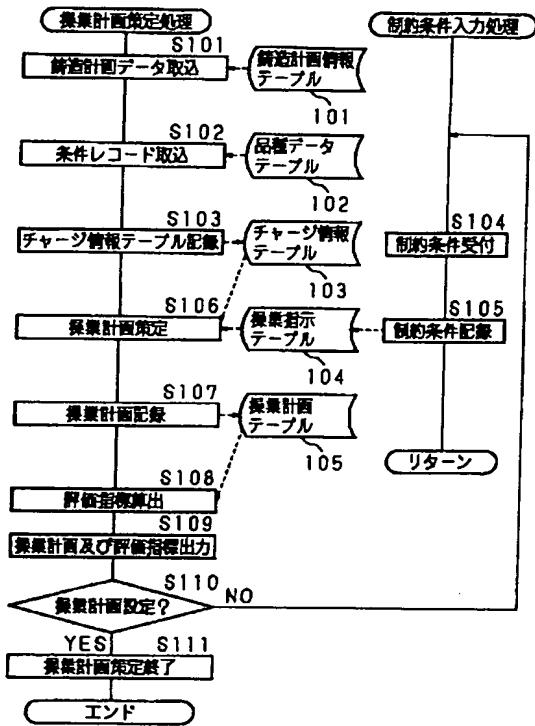 操業計画策定処理
S101
鋳造計画データ取込
鋳造計画情報
テーブル
101
S102
条件レコード取込
品種データ
テーブル
102
S103
チャージ情報テーブル記録
チャージ情報
テーブル
103
S106
操業計画策定
操業指示
テーブル
104
S107
操業計画記録
操業計画
テーブル
105
S108
評価指標算出
S109
操業計画及び評価指標出力
S110
操業計画設定？
NO
YES
S111
操業計画策定終了
エンド
制約条件入力処理
S104
制約条件受付
S105
制約条件記録
リターン